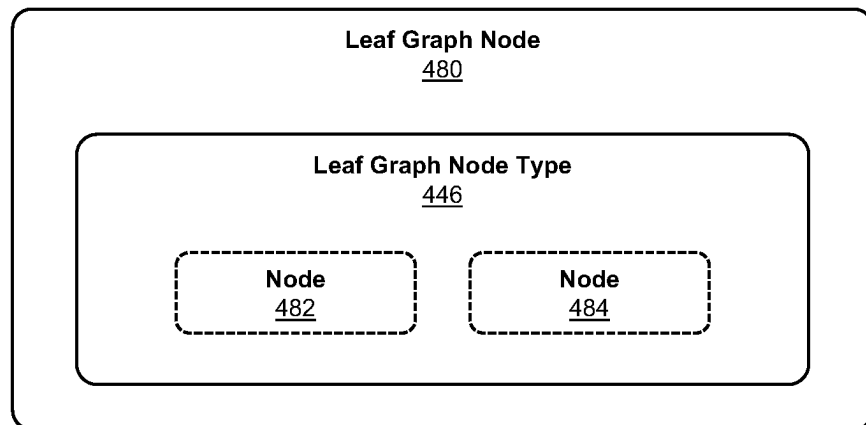 Leaf Graph Node
480
Leaf Graph Node Type
446
Node
482
Node
484